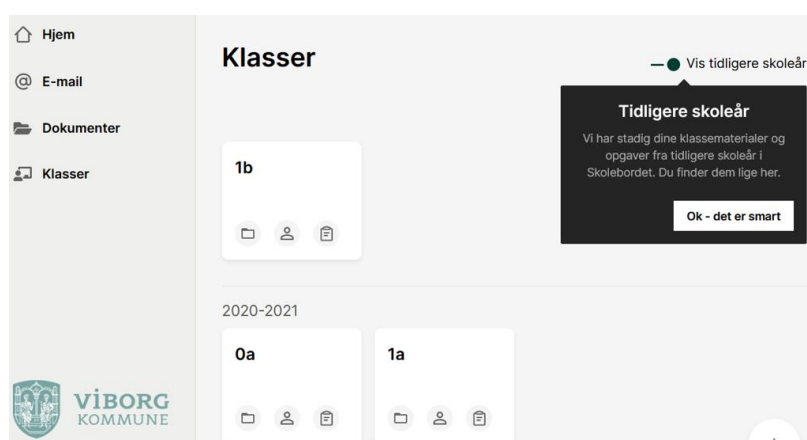 Hjem
E-mail
Dokumenter
Klasser
Klasser
Vis tidligere skoleår
Tidligere skoleår
Vi har stadig dine klassematerialer og
opgaver fra tidligere skoleår i
Skolebordet. Du finder dem lige her.
Ok - det er smart
1b
2020-2021
0a
1a
VIBORG
KOMMUNE